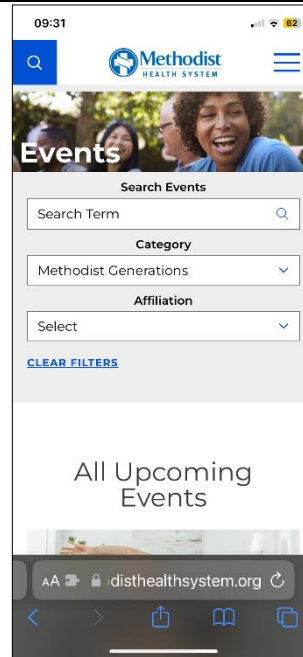 09:31
62
Methodist
HEALTH SYSTEM
Events
Search Events
Search Term
Category
Methodist Generations
Affiliation
Select
CLEAR FILTERS
All Upcoming
Events
AA
disthealthsystem.org